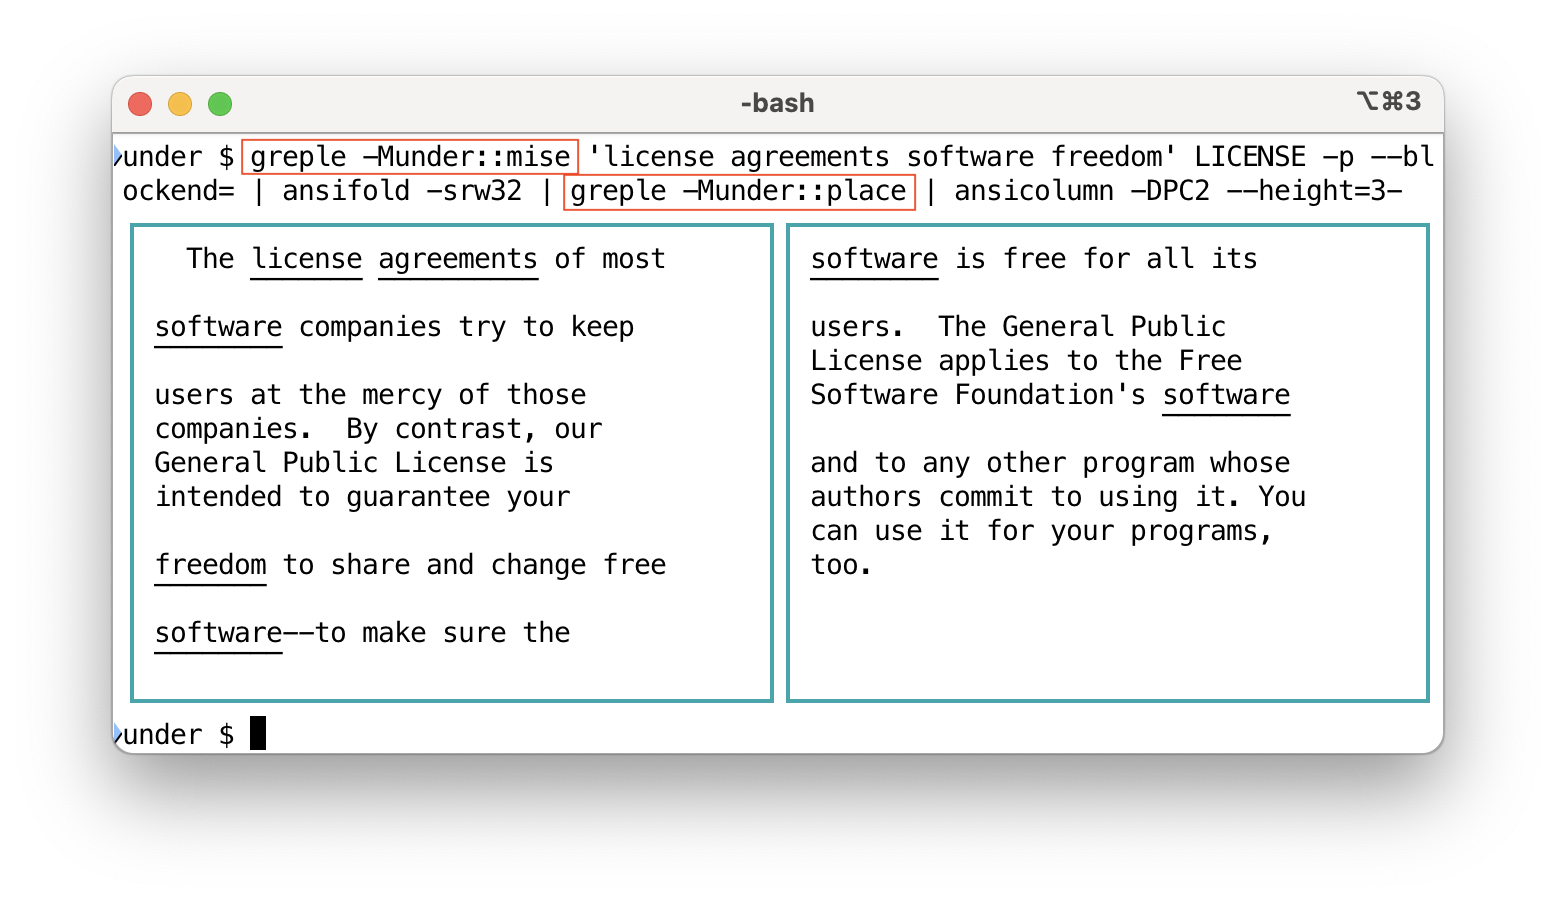 -bash
⌥⌘3
under $ greple -Munder::mise 'license agreements software freedom' LICENSE -p --bl
ockend= | ansifold -srw32 | greple -Munder::place | ansicolumn -DPC2 --height=3-
The license agreements of most
software companies try to keep
users at the mercy of those
companies.  By contrast, our
General Public License is
intended to guarantee your
freedom to share and change free
software--to make sure the
software is free for all its
users.  The General Public
License applies to the Free
Software Foundation's software
and to any other program whose
authors commit to using it. You
can use it for your programs,
too.
under $